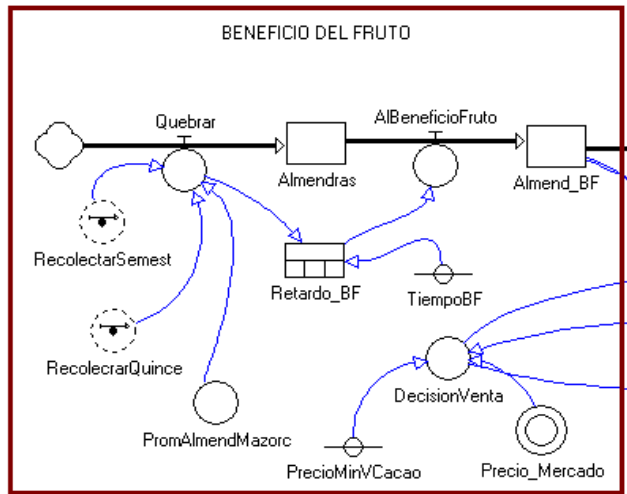 BENEFICIO DEL FRUTO
Quebrar
AlBeneficioFruto
Almendras
Almend_BF
RecolectarSemest
Retardo_BF
TiempoBF
RecolecrarQuince
DecisionVenta
PromAlmendMazorc
PrecioMinVCacao
Precio_Mercado